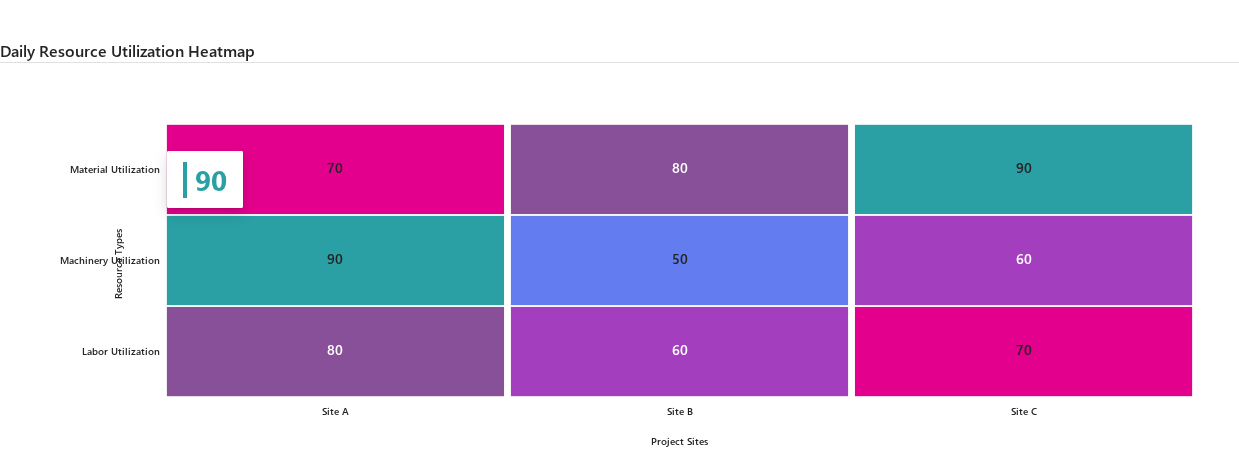 Daily Resource Utilization Heatmap
Material Utilization
70
80
90
90
Resource Types
Machinery Utilization
90
50
60
Labor Utilization
80
60
70
Site A
Site B
Site C
Project Sites